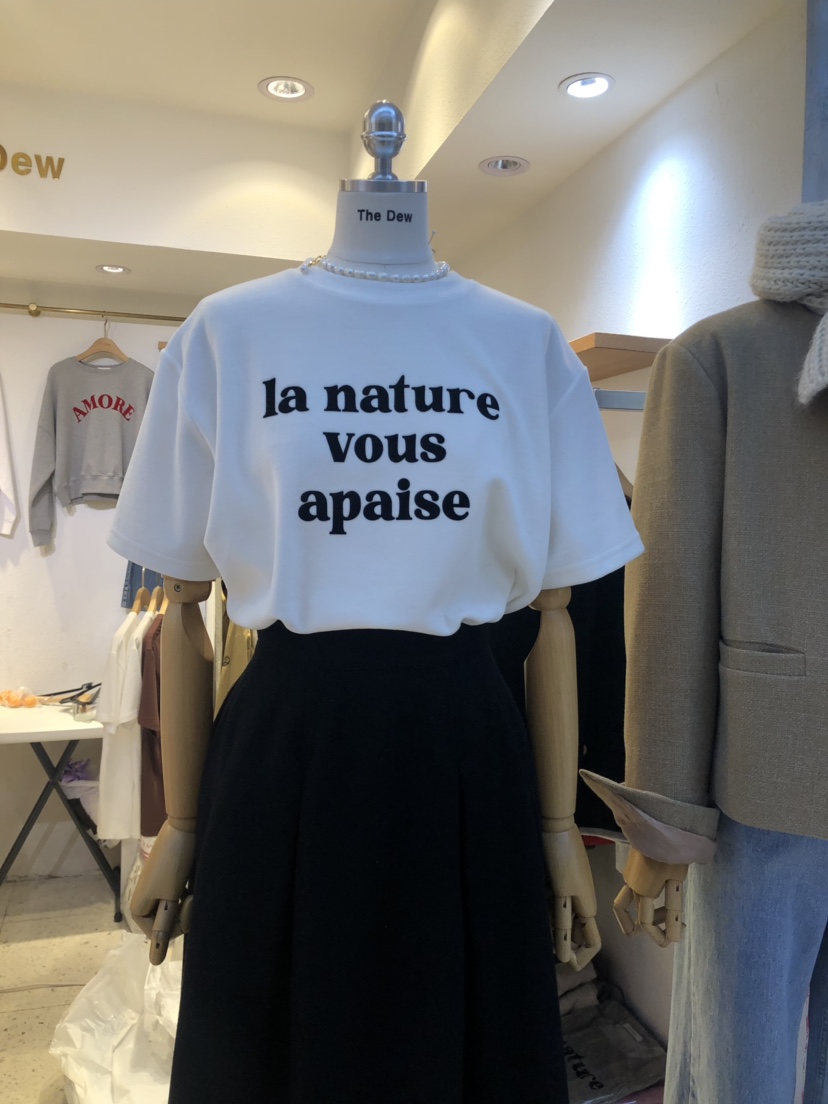 Dew
The Dew
AMORE
la nature
vous
apaise